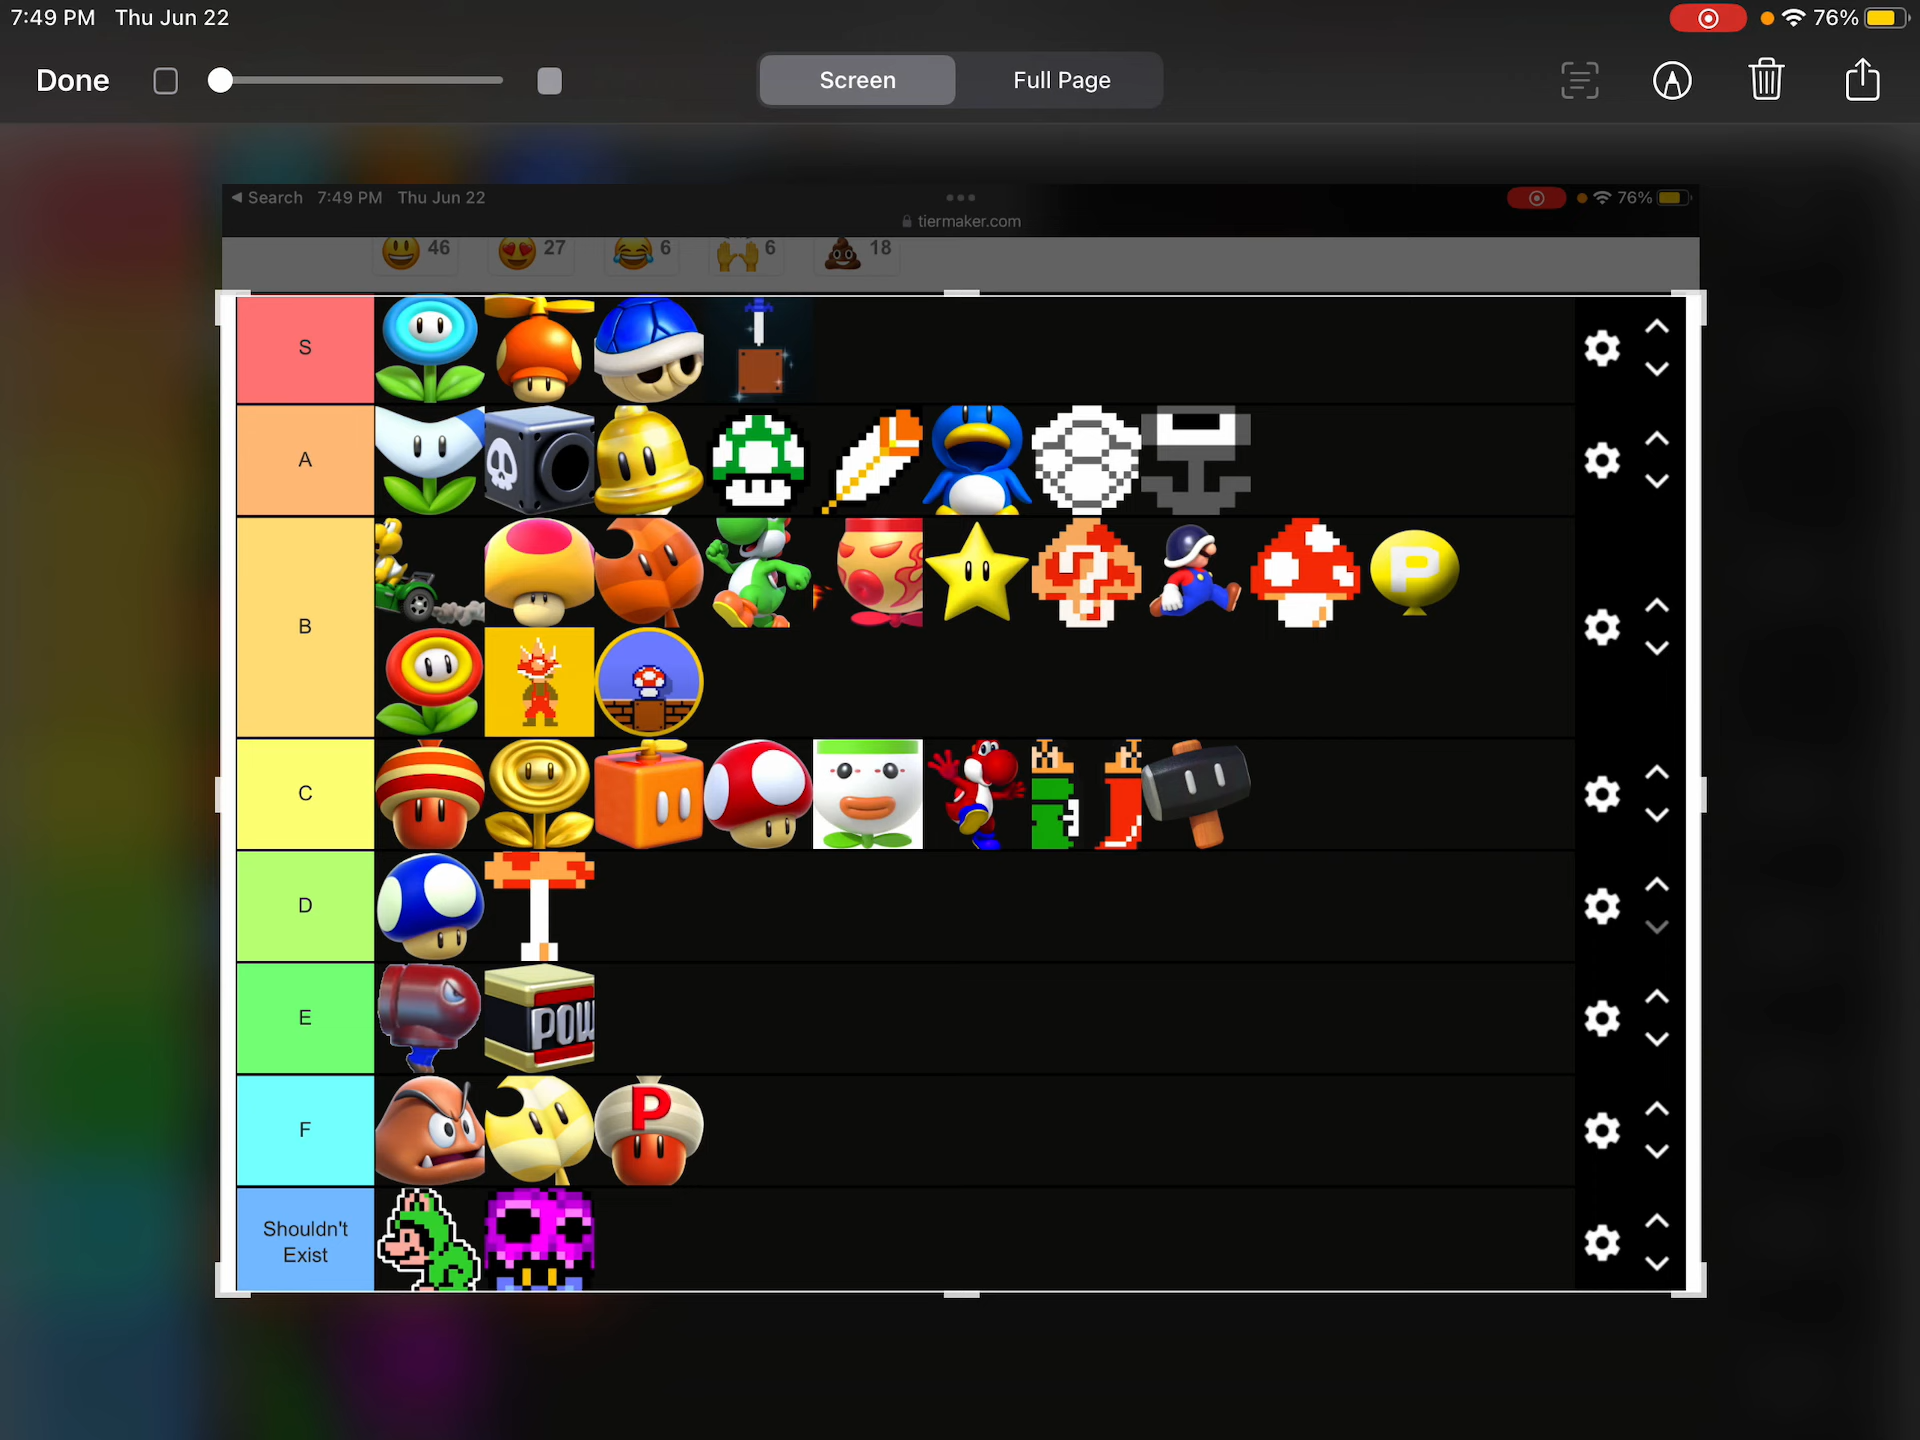 7:49 PM Thu Jun 22
76%
Done
Screen
Full Page
Search 7:49 PM Thu Jun 22
76%
tiermaker.com
46
27
6
6
18
S
A
B
P
C
D
E
POW
F
P
Shouldn't
Exist